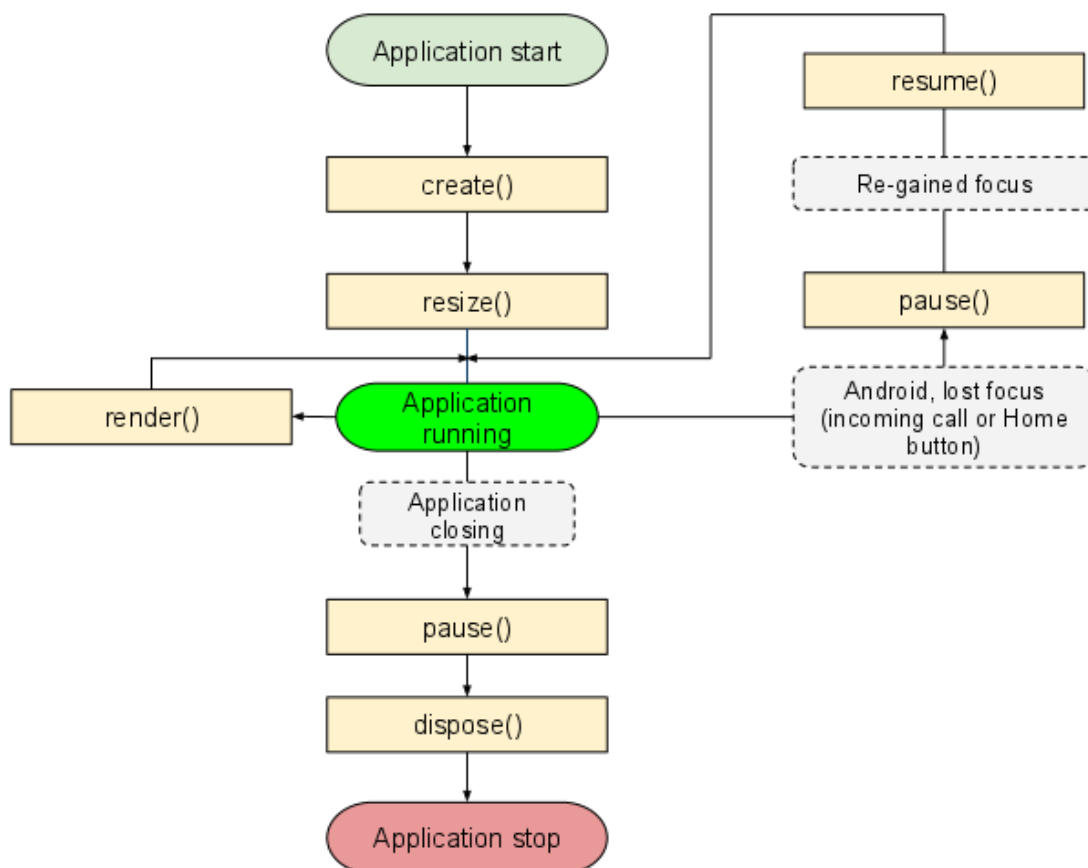 Application start
create()
resize()
render()
Application
running
Application
closing
pause()
dispose()
Application stop
resume()
Re-gained focus
pause()
Android, lost focus
(incoming call or Home
button)